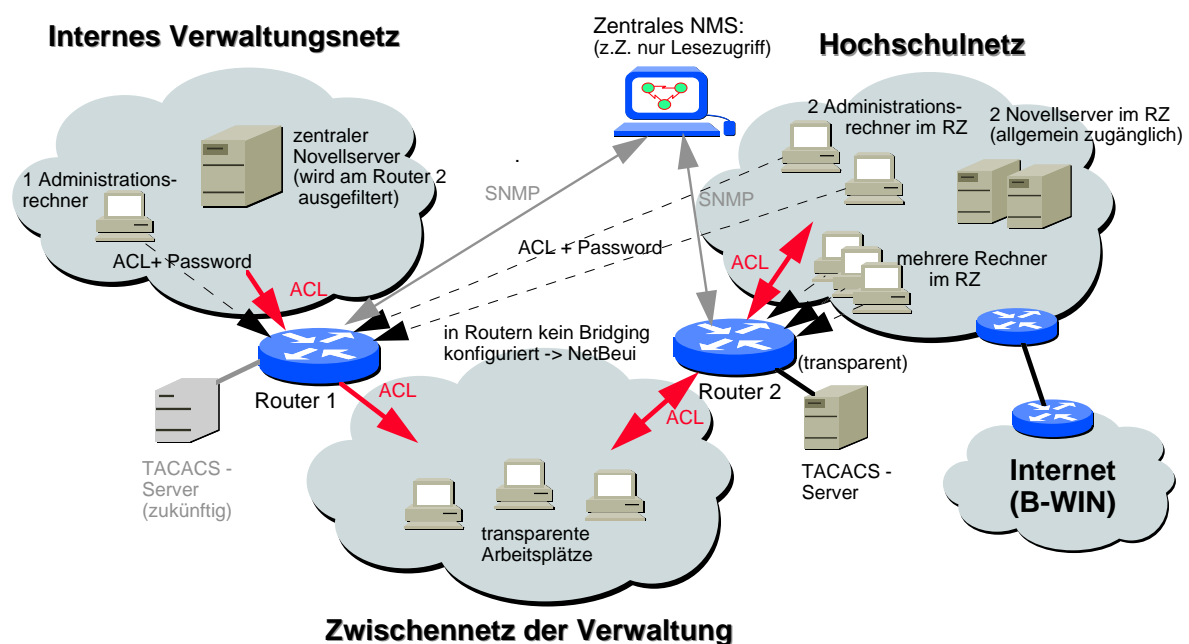 Internes Verwaltungsnetz
Zentrales NMS:
(z.Z. nur Lesezugriff)
Hochschulnetz
zentraler
Novellserver
(wird am Router 2
ausgefiltert)
1 Administrations-
rechner
2 Administrations-
rechner im RZ
2 Novellserver im RZ
(allgemein zugänglich)
SNMP
SNMP
ACL+ Password
ACL
ACL + Password
ACL
mehrere Rechner
im RZ
in Routern kein Bridging
konfiguriert -> NetBeui
(transparent)
Router 1
ACL
Router 2
ACL
TACACS -
Server
(zukünftig)
TACACS -
Server
Internet
(B-WIN)
transparente
Arbeitsplätze
Zwischennetz der Verwaltung